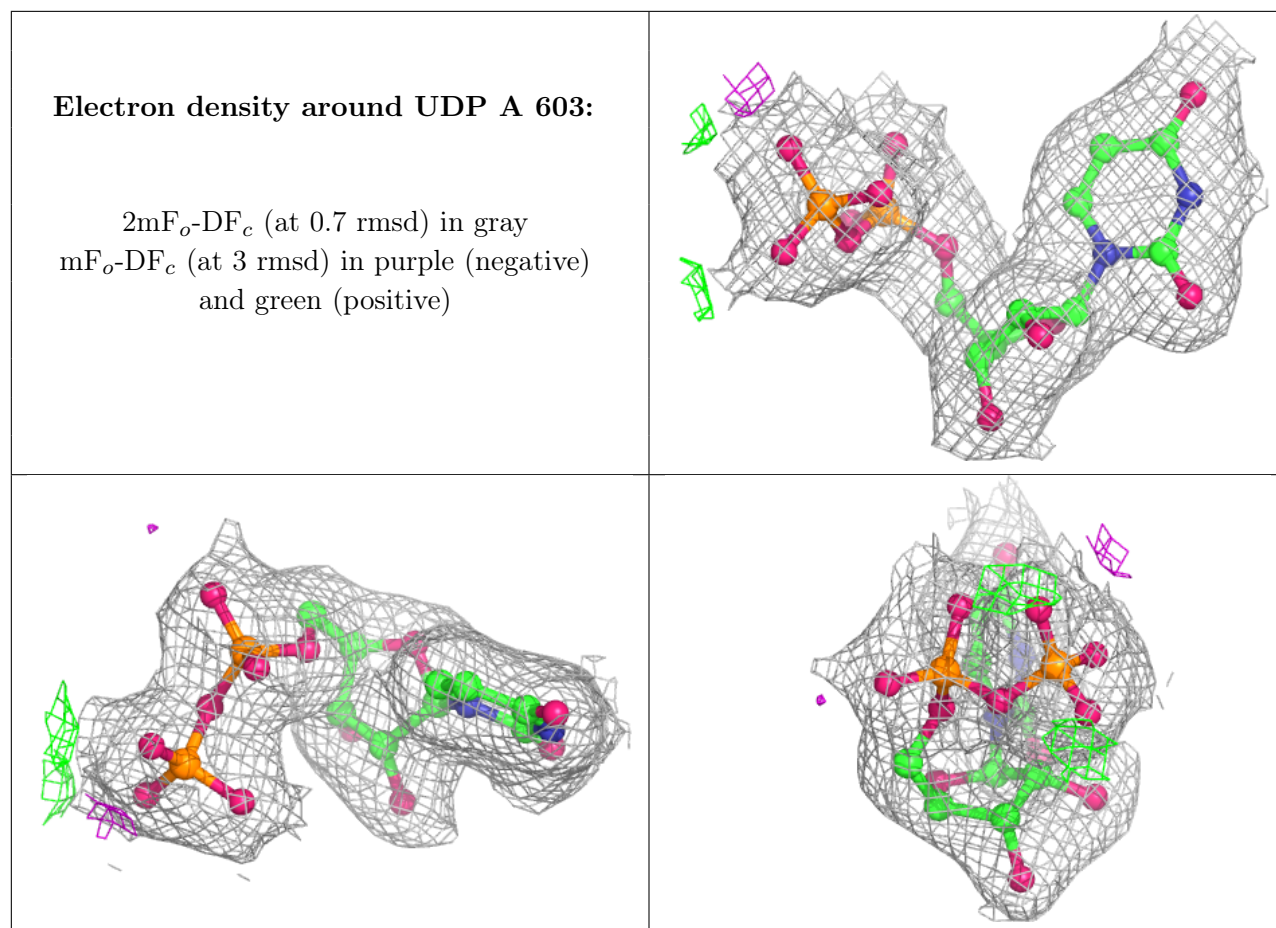 Electron density around UDP A 603:
2mFo-DFc (at 0.7 rmsd) in gray
mFo-DFc (at 3 rmsd) in purple (negative)
and green (positive)